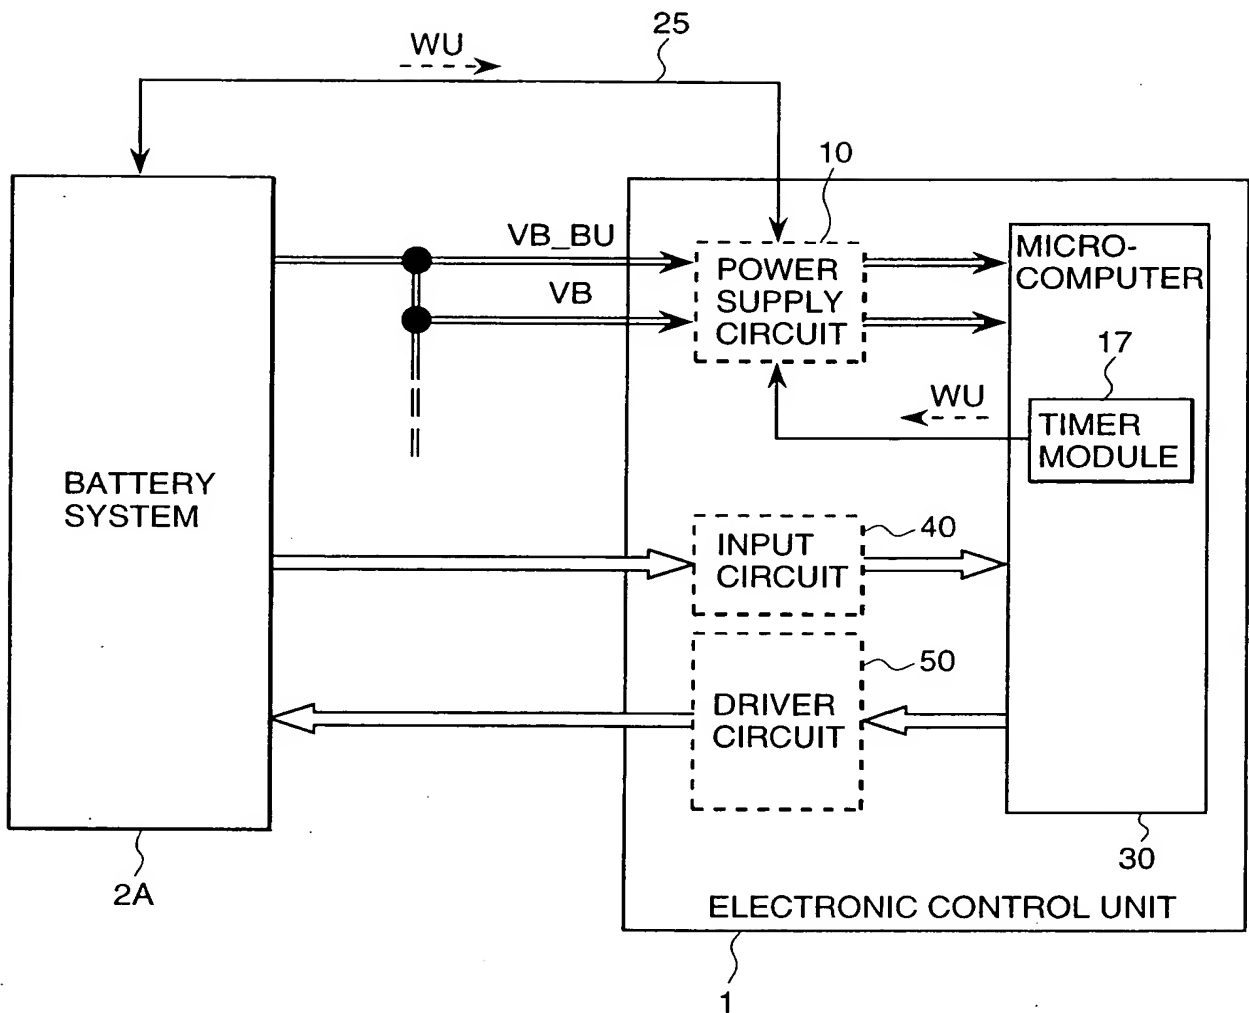 25
WU
10
VB_BU
VB
POWER
SUPPLY
CIRCUIT
MICRO-
COMPUTER
17
WU
TIMER
MODULE
BATTERY
SYSTEM
40
INPUT
CIRCUIT
50
DRIVER
CIRCUIT
30
2A
ELECTRONIC CONTROL UNIT
1